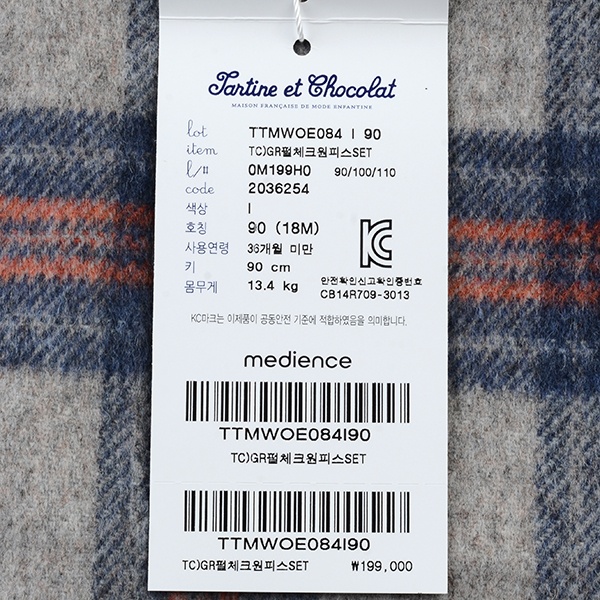 Tartine et Chocolat
MAISON FRANÇAISE DE MODE ENFANTINE
lot TTMWOE084 I 90
item TC)GR펄체크원피스SET
l/# 0M199H0 90/100/110
code 2036254
색상 I
호칭 90 (18M)
사용연령 36개월 미만
키 90 cm
몸무게 13.4 kg
KC
안전확인신고확인증번호
CB14R709-3013
KC마크는 이제품이 공동안전 기준에 적합하였음을 의미합니다.
medience
TTMWOE084I90
TC)GR펄체크원피스SET
TTMWOE084I90
TC)GR펄체크원피스SET ₩199,000